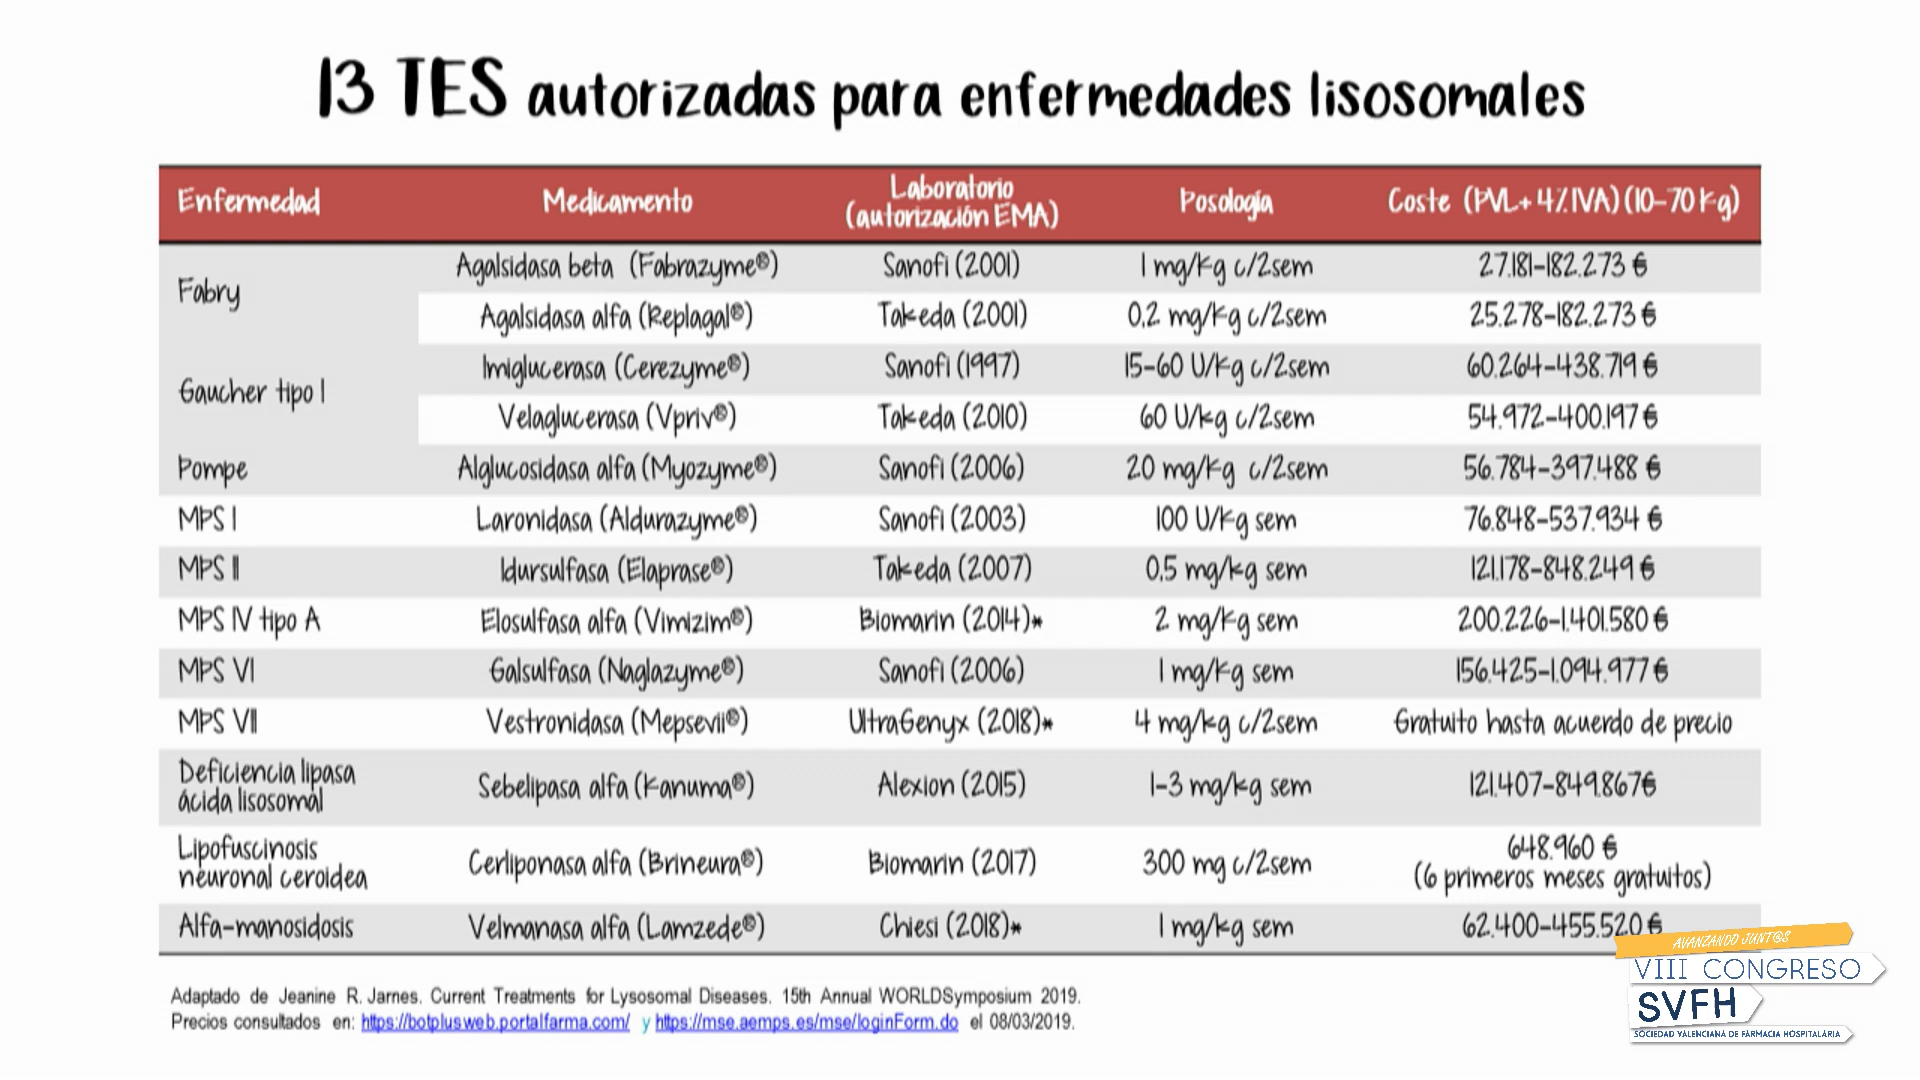 13 TES autorizadas para enfermedades lisosomales
Enfermedad Medicamento Laboratorio (autorización EMA) Posología Coste (PVL+ 4%IVA) (10-70 Kg)
Fabry
Agalsidasa beta (Fabrazyme®) Sanofi (2001) 1 mg/Kg c/2sem 27.181-182.273 €
Agalsidasa alfa (Replagal®) Takeda (2001) 0,2 mg/Kg c/2sem 25.278-182.273 €
Gaucher tipo I
Imiglucerasa (Cerezyme®) Sanofi (1997) 15-60 U/Kg c/2sem 60.264-438.719 €
Velaglucerasa (Vpriv®) Takeda (2010) 60 U/kg c/2sem 54.972-400.197 €
Pompe Alglucosidasa alfa (Myozyme®) Sanofi (2006) 20 mg/Kg c/2sem 56.784-397.488 €
MPS I Laronidasa (Aldurazyme®) Sanofi (2003) 100 U/Kg sem 76.848-537.934 €
MPS II Idursulfasa (Elaprase®) Takeda (2007) 0,5 mg/kg sem 121.178-848.249 €
MPS IV tipo A Elosulfasa alfa (Vimizim®) Biomarin (2014)* 2 mg/Kg sem 200.226-1.401.580 €
MPS VI Galsulfasa (Naglazyme®) Sanofi (2006) 1 mg/Kg sem 156.425-1.094.977 €
MPS VII Vestronidasa (Mepsevii®) UltraGenyx (2018)* 4 mg/kg c/2sem Gratuito hasta acuerdo de precio
Deficiencia lipasa
ácida lisosomal
Sebelipasa alfa (Kanuma®) Alexion (2015) 1-3 mg/kg sem 121.407-849.867€
Lipofuscinosis
neuronal ceroidea
Cerliponasa alfa (Brineura®) Biomarin (2017) 300 mg c/2sem
648.960 €
(6 primeros meses gratuitos)
Alfa-manosidosis Velmanasa alfa (Lamzede®) Chiesi (2018)* 1 mg/kg sem 62.400-455.520 €
Adaptado de Jeanine R. Jarnes. Current Treatments for Lysosomal Diseases. 15th Annual WORLDSymposium 2019.
Precios consultados en: https://botplusweb.portalfarma.com/ y https://mse.aemps.es/mse/loginForm.do el 08/03/2019.
AVANZANDO JUNT@S
VIII CONGRESO
SVFH
SOCIEDAD VALENCIANA DE FARMACIA HOSPITALARIA